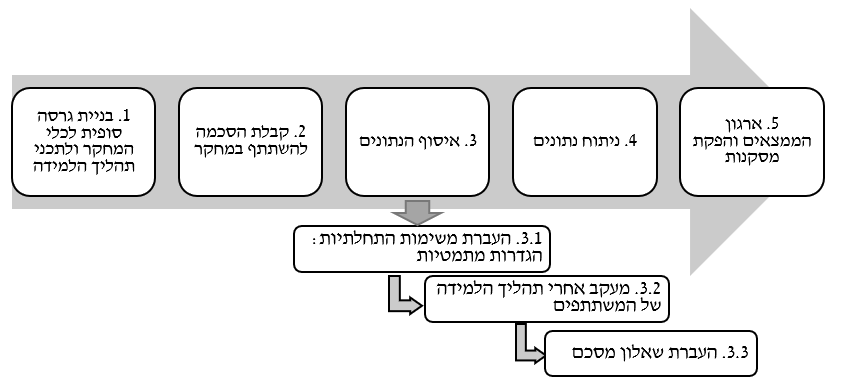 1. בניית גרסה
סופית לכלי
המחקר ולתכני
תהליך הלמידה
2. קבלת הסכמה
להשתתף במחקר
3. איסוף הנתונים
4. ניתוח נתונים
5. ארגון
הממצאים והפקת
מסקנות
3.1. העברת משימות התחלתיות:
הגדרות מתמטיות
3.2. מעקב אחרי תהליך הלמידה
של המשתתפים
3.3. העברת שאלון מסכם